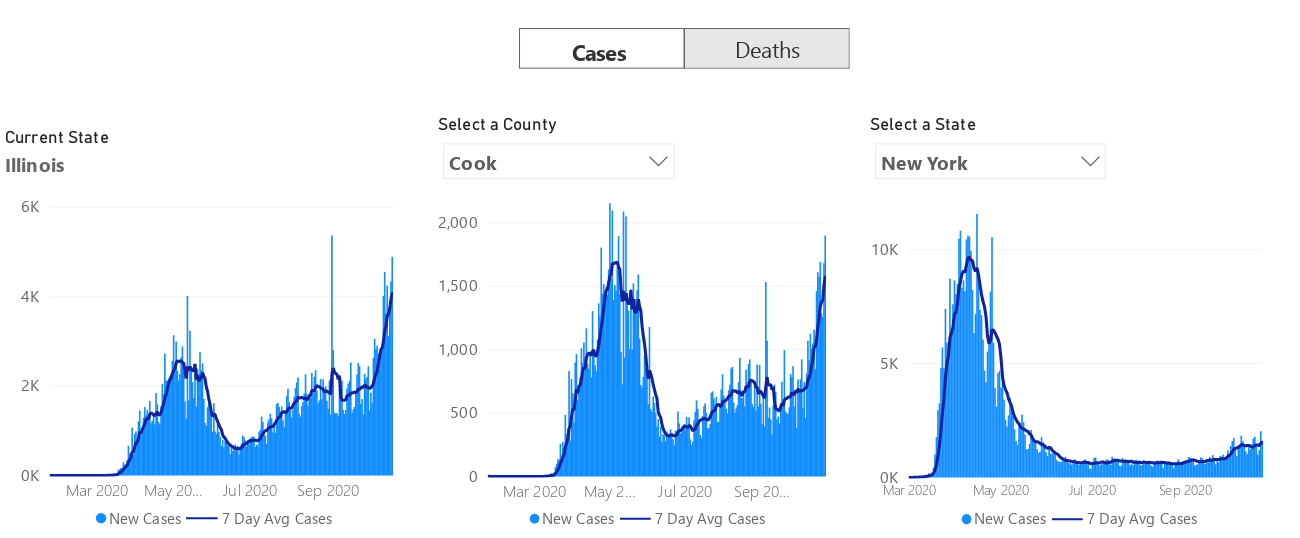 Cases Deaths
Current State
Illinois
Select a County
Cook
Select a State
New York
6K
4K
2K
0K
Mar 2020 May 20... Jul 2020 Sep 2020
New Cases 7 Day Avg Cases
2,000
1,500
1,000
500
0
Mar 2020 May 2... Jul 2020 Sep 20...
New Cases 7 Day Avg Cases
10K
5K
0K
Mar 2020 May 2020 Jul 2020 Sep 2020
New Cases 7 Day Avg Cases